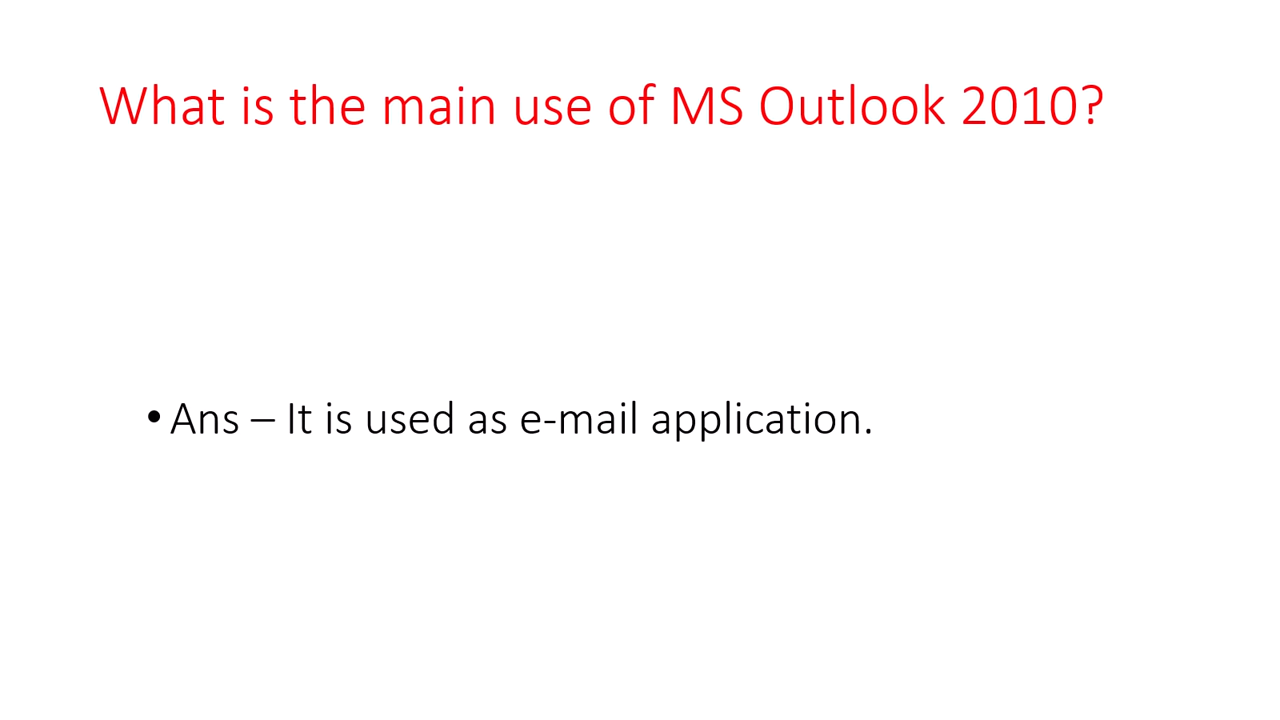 What is the main use of MS Outlook 2010?
• Ans – It is used as e-mail application.